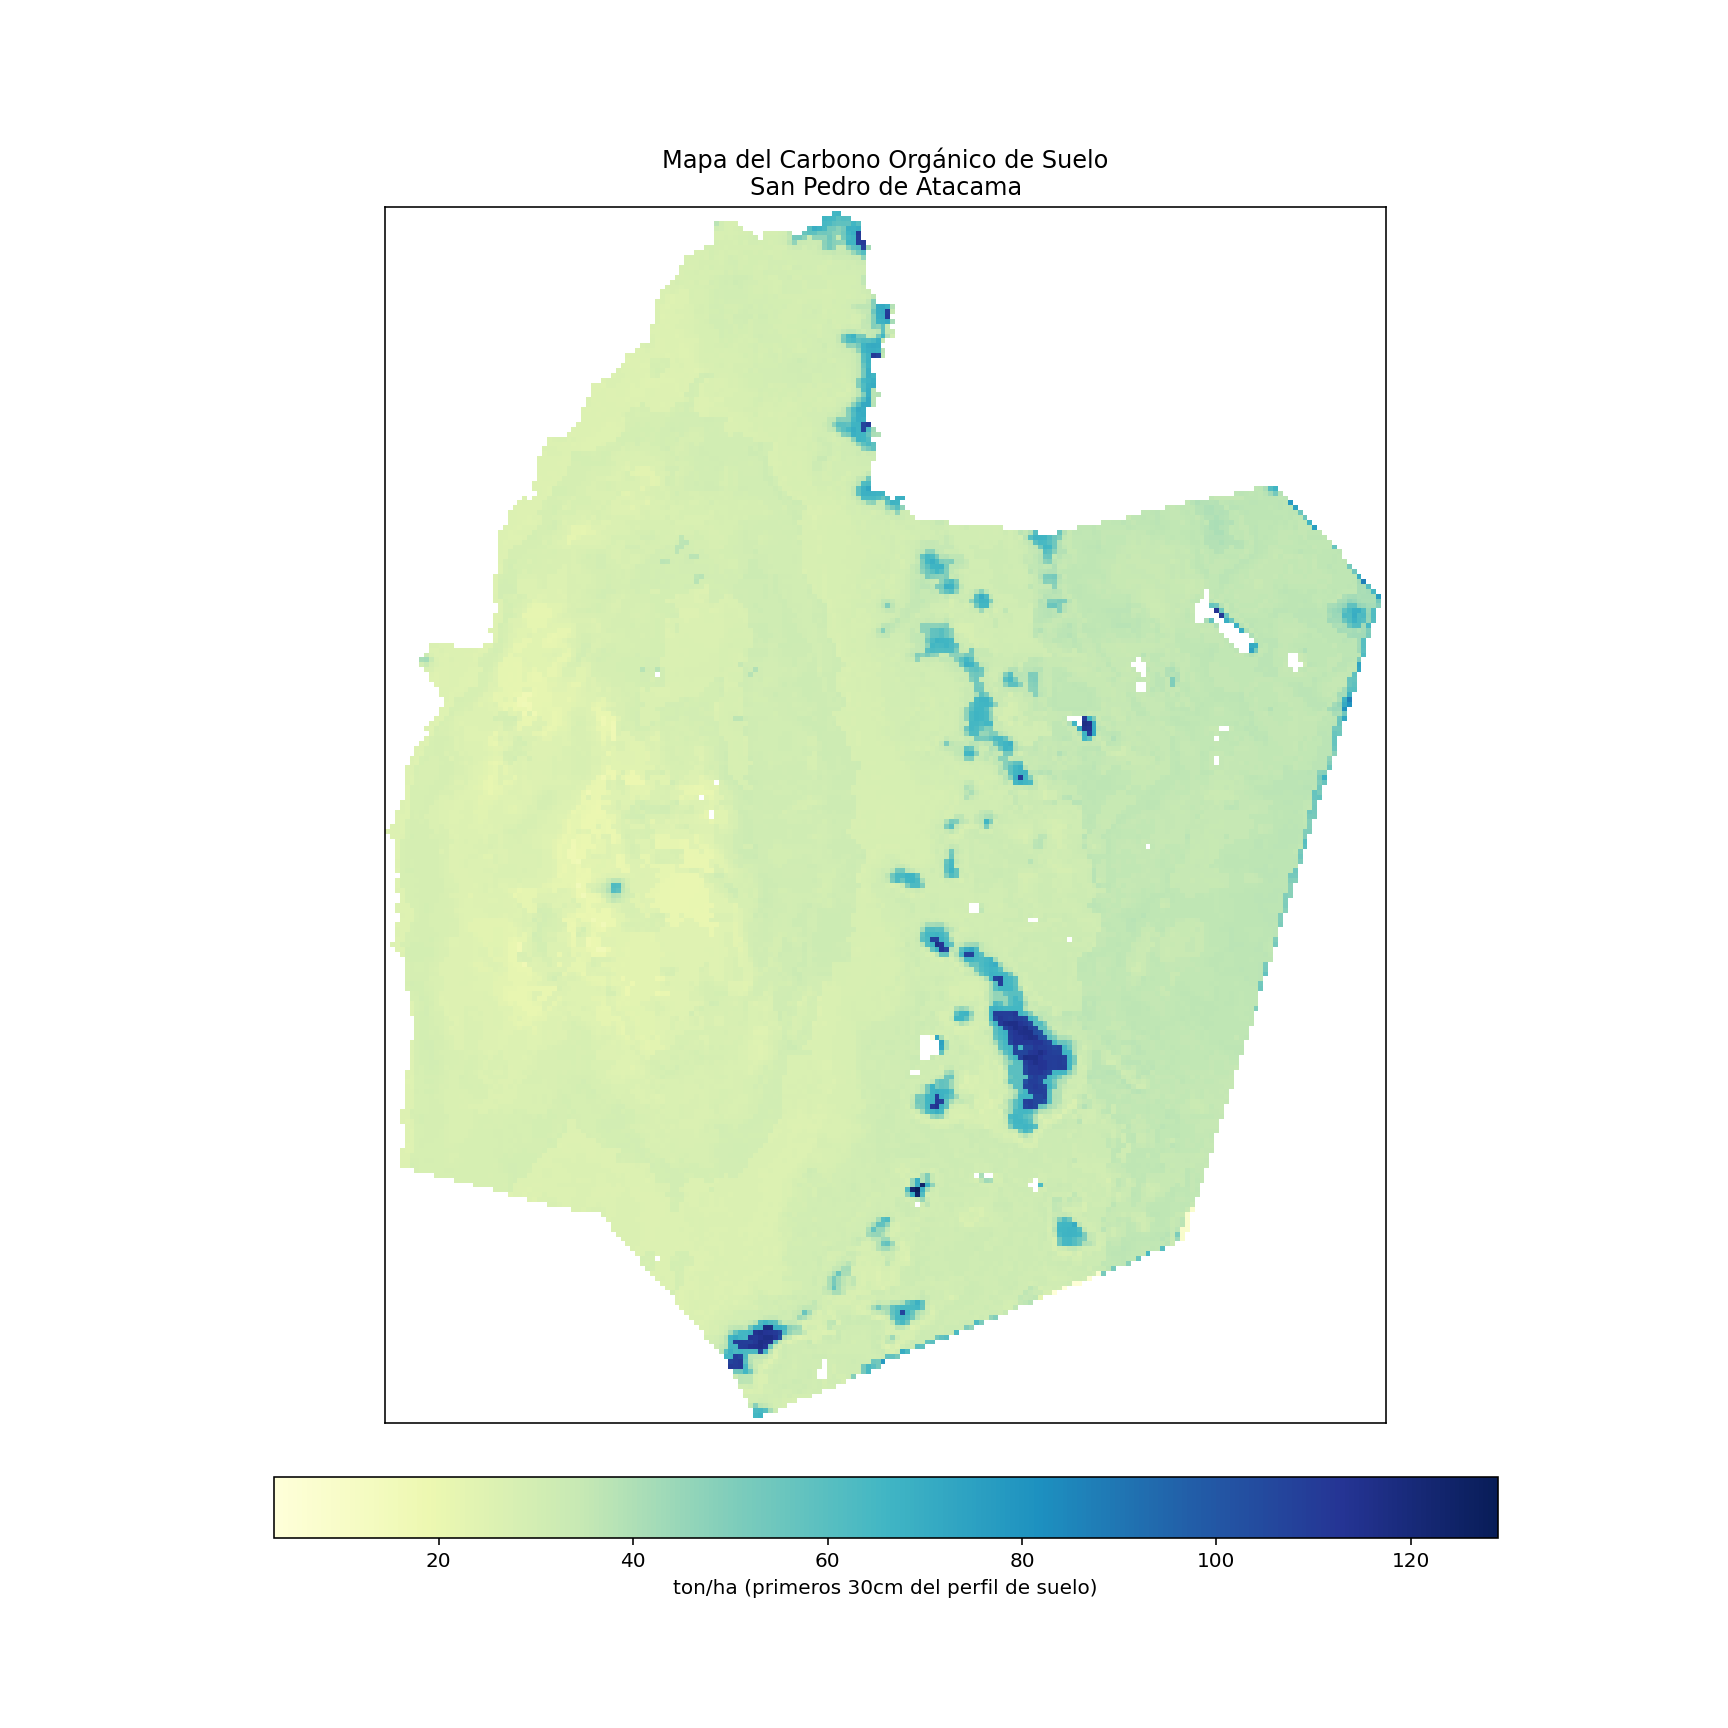 Mapa del Carbono Orgánico de Suelo
San Pedro de Atacama
20 40 60 80 100 120
ton/ha (primeros 30cm del perfil de suelo)